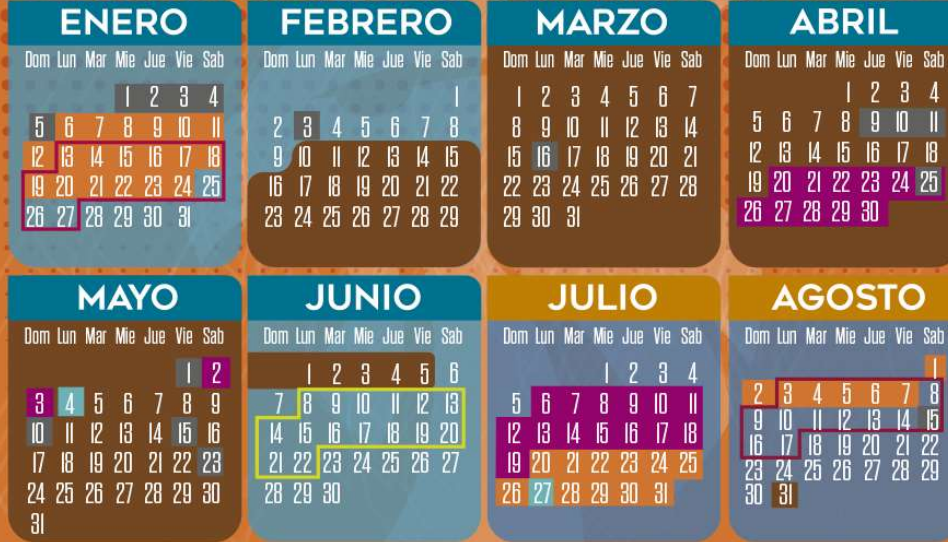 ENERO
Dom Lun Mar Mie Jue Vie Sab
1 2 3 4
5 6 7 8 9 10 11
12 13 14 15 16 17 18
19 20 21 22 23 24 25
26 27 28 29 30 31
FEBRERO
Dom Lun Mar Mie Jue Vie Sab
1
2 3 4 5 6 7 8
9 10 11 12 13 14 15
16 17 18 19 20 21 22
23 24 25 26 27 28 29
MARZO
Dom Lun Mar Mie Jue Vie Sab
1 2 3 4 5 6 7
8 9 10 11 12 13 14
15 16 17 18 19 20 21
22 23 24 25 26 27 28
29 30 31
ABRIL
Dom Lun Mar Mie Jue Vie Sab
1 2 3 4
5 6 7 8 9 10 11
12 13 14 15 16 17 18
19 20 21 22 23 24 25
26 27 28 29 30
MAYO
Dom Lun Mar Mie Jue Vie Sab
1 2
3 4 5 6 7 8 9
10 11 12 13 14 15 16
17 18 19 20 21 22 23
24 25 26 27 28 29 30
31
JUNIO
Dom Lun Mar Mie Jue Vie Sab
1 2 3 4 5 6
7 8 9 10 11 12 13
14 15 16 17 18 19 20
21 22 23 24 25 26 27
28 29 30
JULIO
Dom Lun Mar Mie Jue Vie Sab
1 2 3 4
5 6 7 8 9 10 11
12 13 14 15 16 17 18
19 20 21 22 23 24 25
26 27 28 29 30 31
AGOSTO
Dom Lun Mar Mie Jue Vie Sab
1
2 3 4 5 6 7 8
9 10 11 12 13 14 15
16 17 18 19 20 21 22
23 24 25 26 27 28 29
30 31